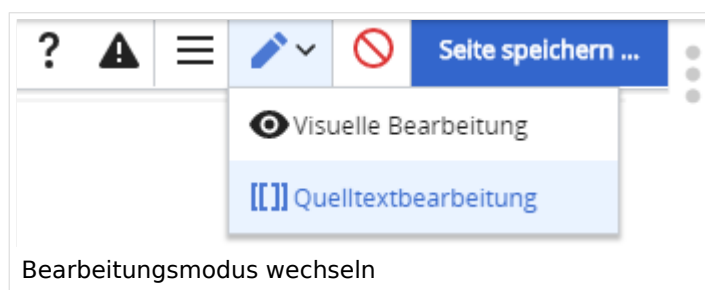 ? Seite speichern ...
Visuelle Bearbeitung
[[]] Quelltextbearbeitung
Bearbeitungsmodus wechseln